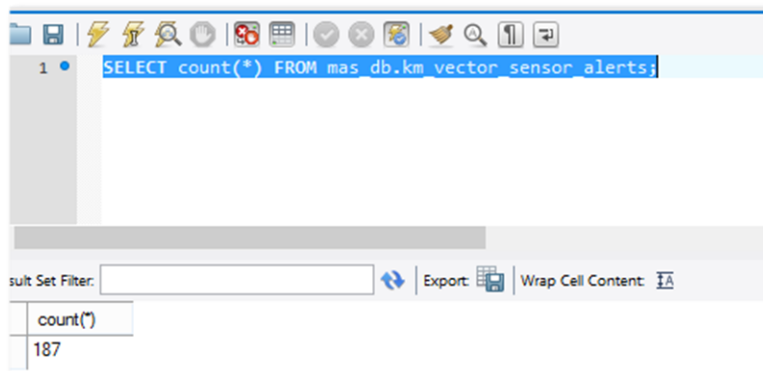 1
SELECT count(*) FROM mas_db.km_vector_sensor_alerts;
sult Set Filter:
Export:
Wrap Cell Content:
count(*)
187